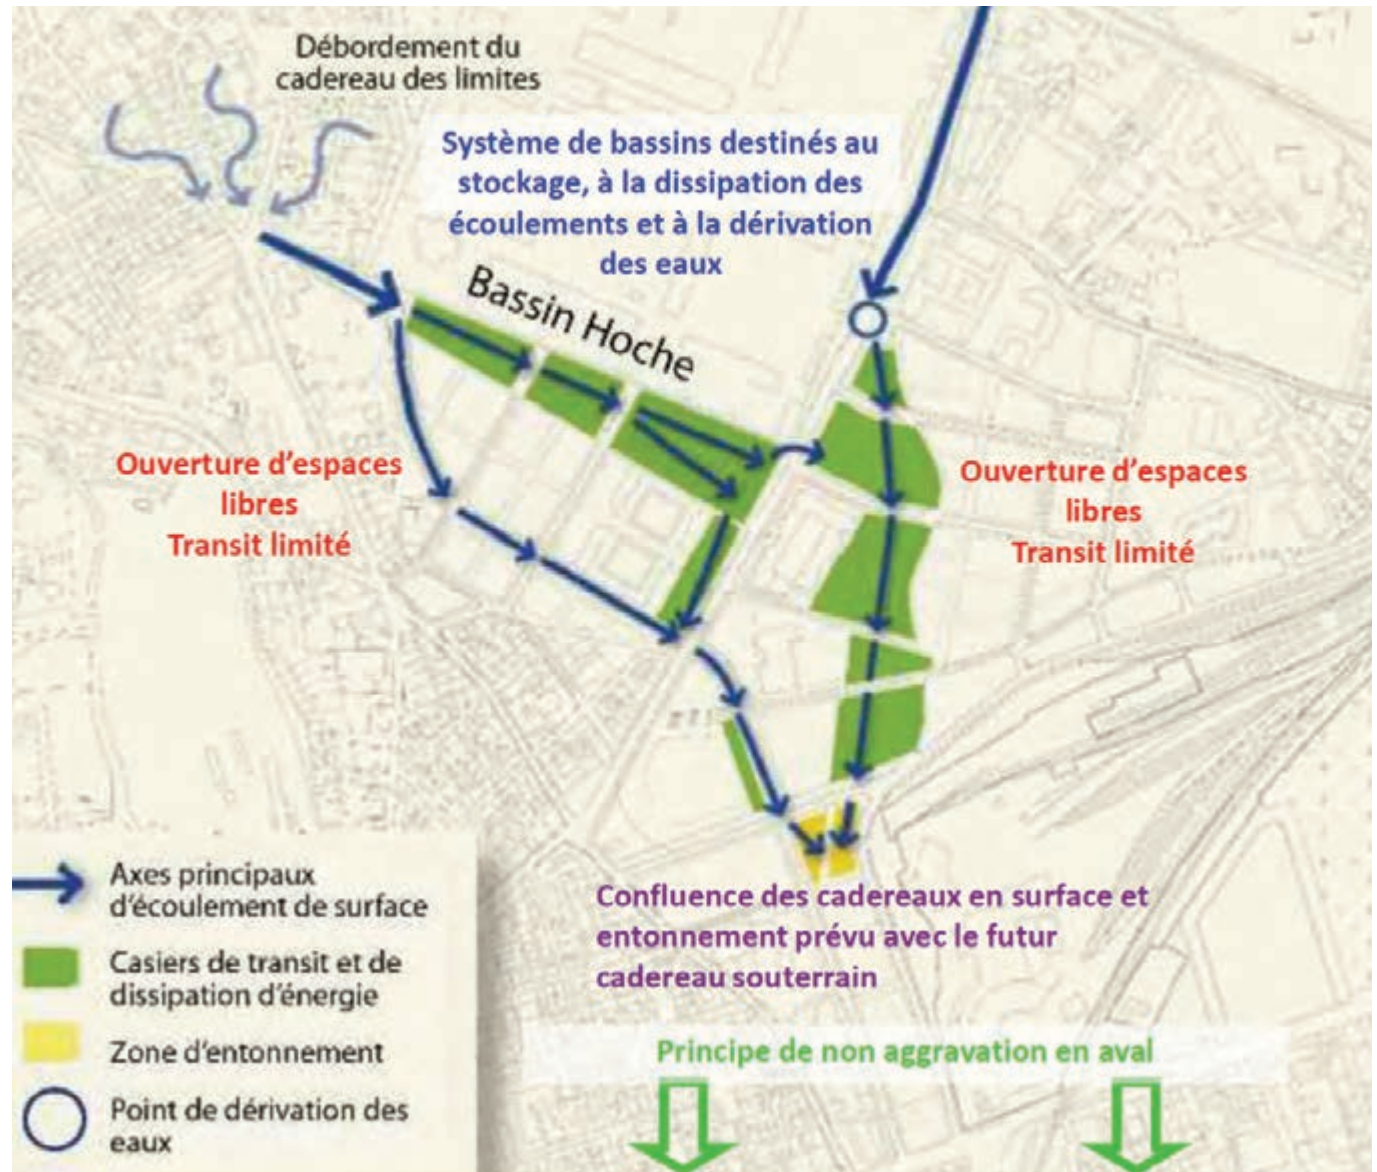 Débordement du
cadereau des limites
Système de bassins destinés au
stockage, à la dissipation des
écoulements et à la dérivation
des eaux
Bassin Hoche
Ouverture d’espaces
libres
Transit limité
Ouverture d’espaces
libres
Transit limité
Axes principaux
d’écoulement de surface
Casiers de transit et de
dissipation d’énergie
Zone d’entonnement
Point de dérivation des
eaux
Confluence des cadereaux en surface et
entonnement prévu avec le futur
cadereau souterrain
Principe de non aggravation en aval